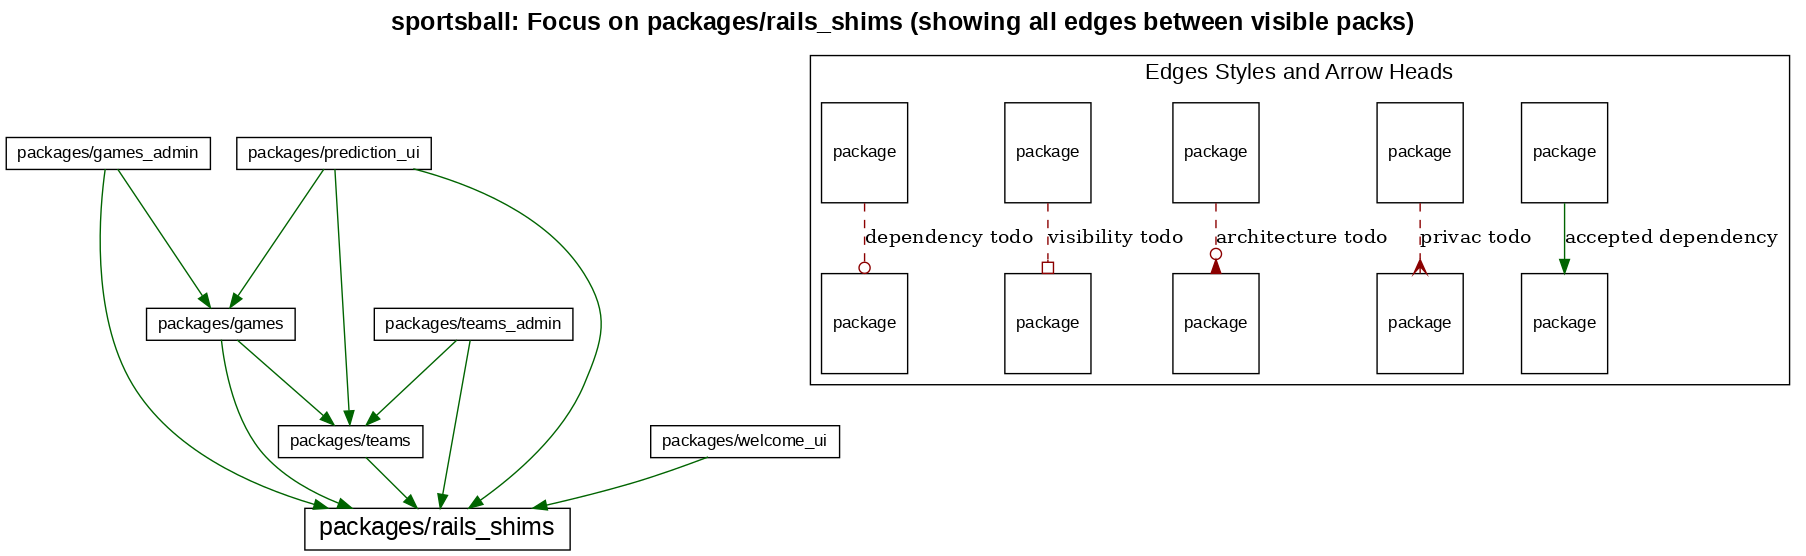 sportsball: Focus on packages/rails_shims (showing all edges between visible packs)
Edges Styles and Arrow Heads
package
package
package
package
package
packages/games_admin
packages/prediction_ui
dependency todo
visibility todo
architecture todo
privac todo
accepted dependency
packages/games
packages/teams_admin
package
package
package
package
package
packages/teams
packages/welcome_ui
packages/rails_shims